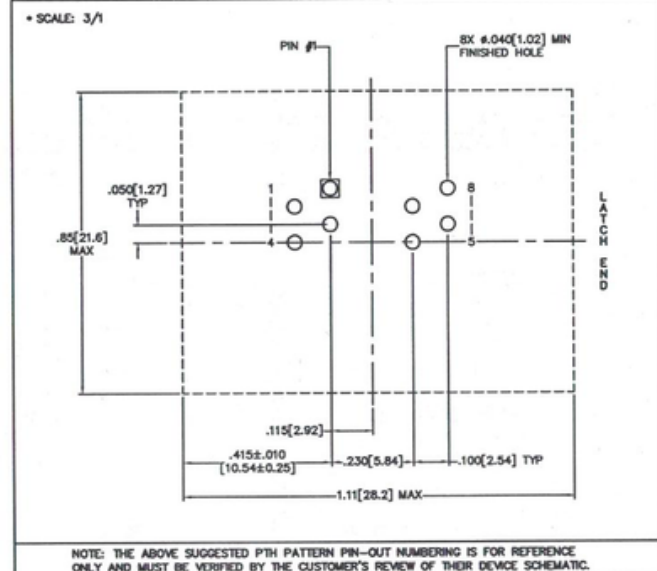 • SCALE: 3/1
PIN #1
8X ø.040[1.02] MIN
FINISHED HOLE
.050[1.27]
TYP
1
8
.85[21.6]
MAX
4
5
LATCH END
.115[2.92]
.415±.010
[10.54±0.25]
.230[5.84]
.100[2.54] TYP
1.11[28.2] MAX
NOTE: THE ABOVE SUGGESTED PTH PATTERN PIN-OUT NUMBERING IS FOR REFERENCE
ONLY AND MUST BE VERIFIED BY THE CUSTOMER'S REVIEW OF THEIR DEVICE SCHEMATIC.